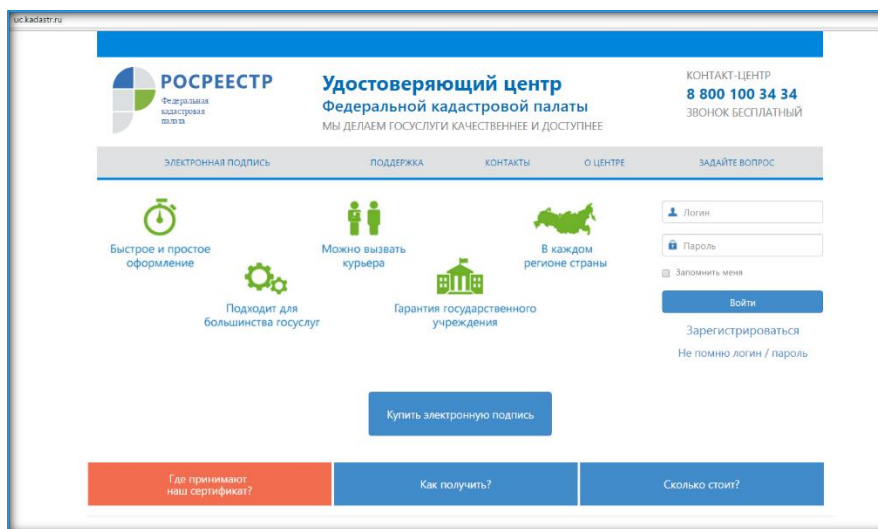 uc.kadastr.ru
РОСРЕЕСТР
Федеральная
кадастровая
палата
Удостоверяющий центр
Федеральной кадастровой палаты
МЫ ДЕЛАЕМ ГОСУСЛУГИ КАЧЕСТВЕННЕЕ И ДОСТУПНЕЕ
КОНТАКТ-ЦЕНТР
8 800 100 34 34
ЗВОНОК БЕСПЛАТНЫЙ
ЭЛЕКТРОННАЯ ПОДПИСЬ
ПОДДЕРЖКА
КОНТАКТЫ
О ЦЕНТРЕ
ЗАДАЙТЕ ВОПРОС
Быстрое и простое
оформление
Можно вызвать
курьера
В каждом
регионе страны
Подходит для
большинства госуслуг
Гарантия государственного
учреждения
Логин
Пароль
Запомнить меня
Войти
Зарегистрироваться
Не помню логин / пароль
Купить электронную подпись
Где принимают
наш сертификат?
Как получить?
Сколько стоит?